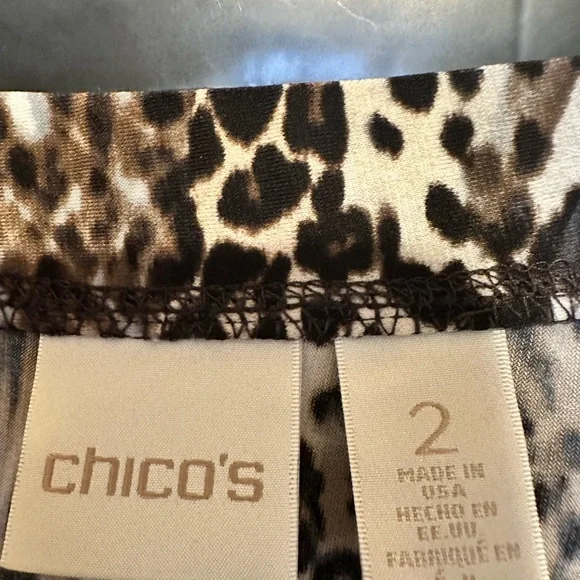 chico's
2
MADE IN
USA
HECHO EN
EE.UU.
FABRIQUÉ EN